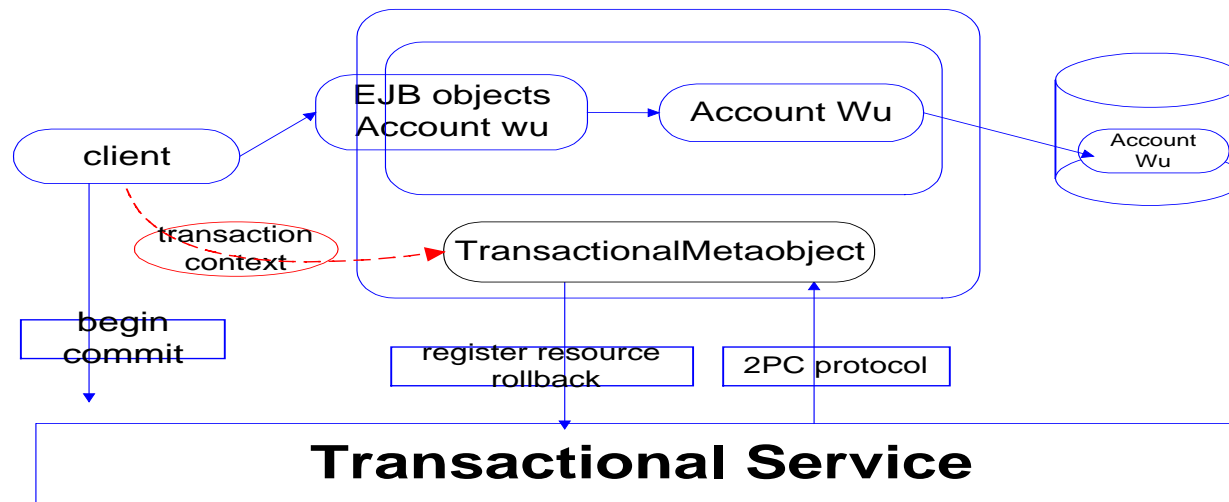 EJB objects
Account wu
Account Wu
Account
Wu
client
transaction
context
TransactionalMetaobject
begin
commit
register resource
rollback
2PC protocol
Transactional Service